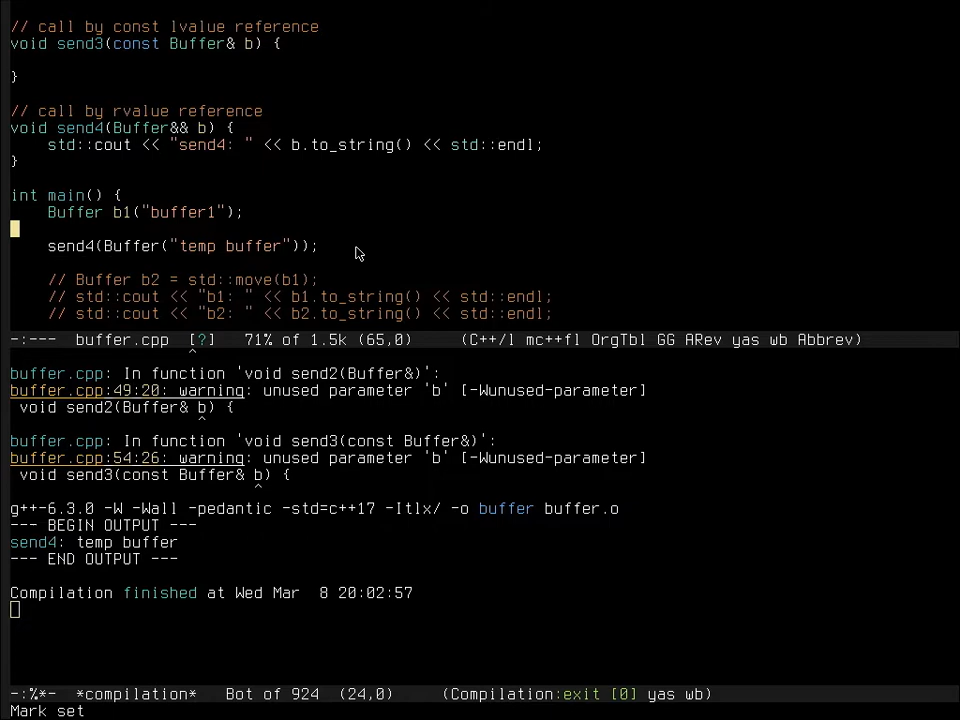 // call by const lvalue reference
void send3(const Buffer& b) {
}
// call by rvalue reference
void send4(Buffer&& b) {
    std::cout << "send4: " << b.to_string() << std::endl;
}
int main() {
    Buffer b1("buffer1");
    send4(Buffer("temp buffer"));
    // Buffer b2 = std::move(b1);
    // std::cout << "b1: " << b1.to_string() << std::endl;
    // std::cout << "b2: " << b2.to_string() << std::endl;
-:---  buffer.cpp  [?]   71% of 1.5k (65,0)     (C++/l mc++fl OrgTbl GG ARev yas wb Abbrev)
                    ^
buffer.cpp: In function 'void send2(Buffer&)':
buffer.cpp:49:20: warning: unused parameter 'b' [-Wunused-parameter]
 void send2(Buffer& b) {
                    ^
buffer.cpp: In function 'void send3(const Buffer&)':
buffer.cpp:54:26: warning: unused parameter 'b' [-Wunused-parameter]
 void send3(const Buffer& b) {
                          ^
g++-6.3.0 -W -Wall -pedantic -std=c++17 -Itlx/ -o buffer buffer.o
--- BEGIN OUTPUT ---
send4: temp buffer
--- END OUTPUT ---
Compilation finished at Wed Mar  8 20:02:57
-:%*-  *compilation*   Bot of 924  (24,0)     (Compilation:exit [0] yas wb)
Mark set